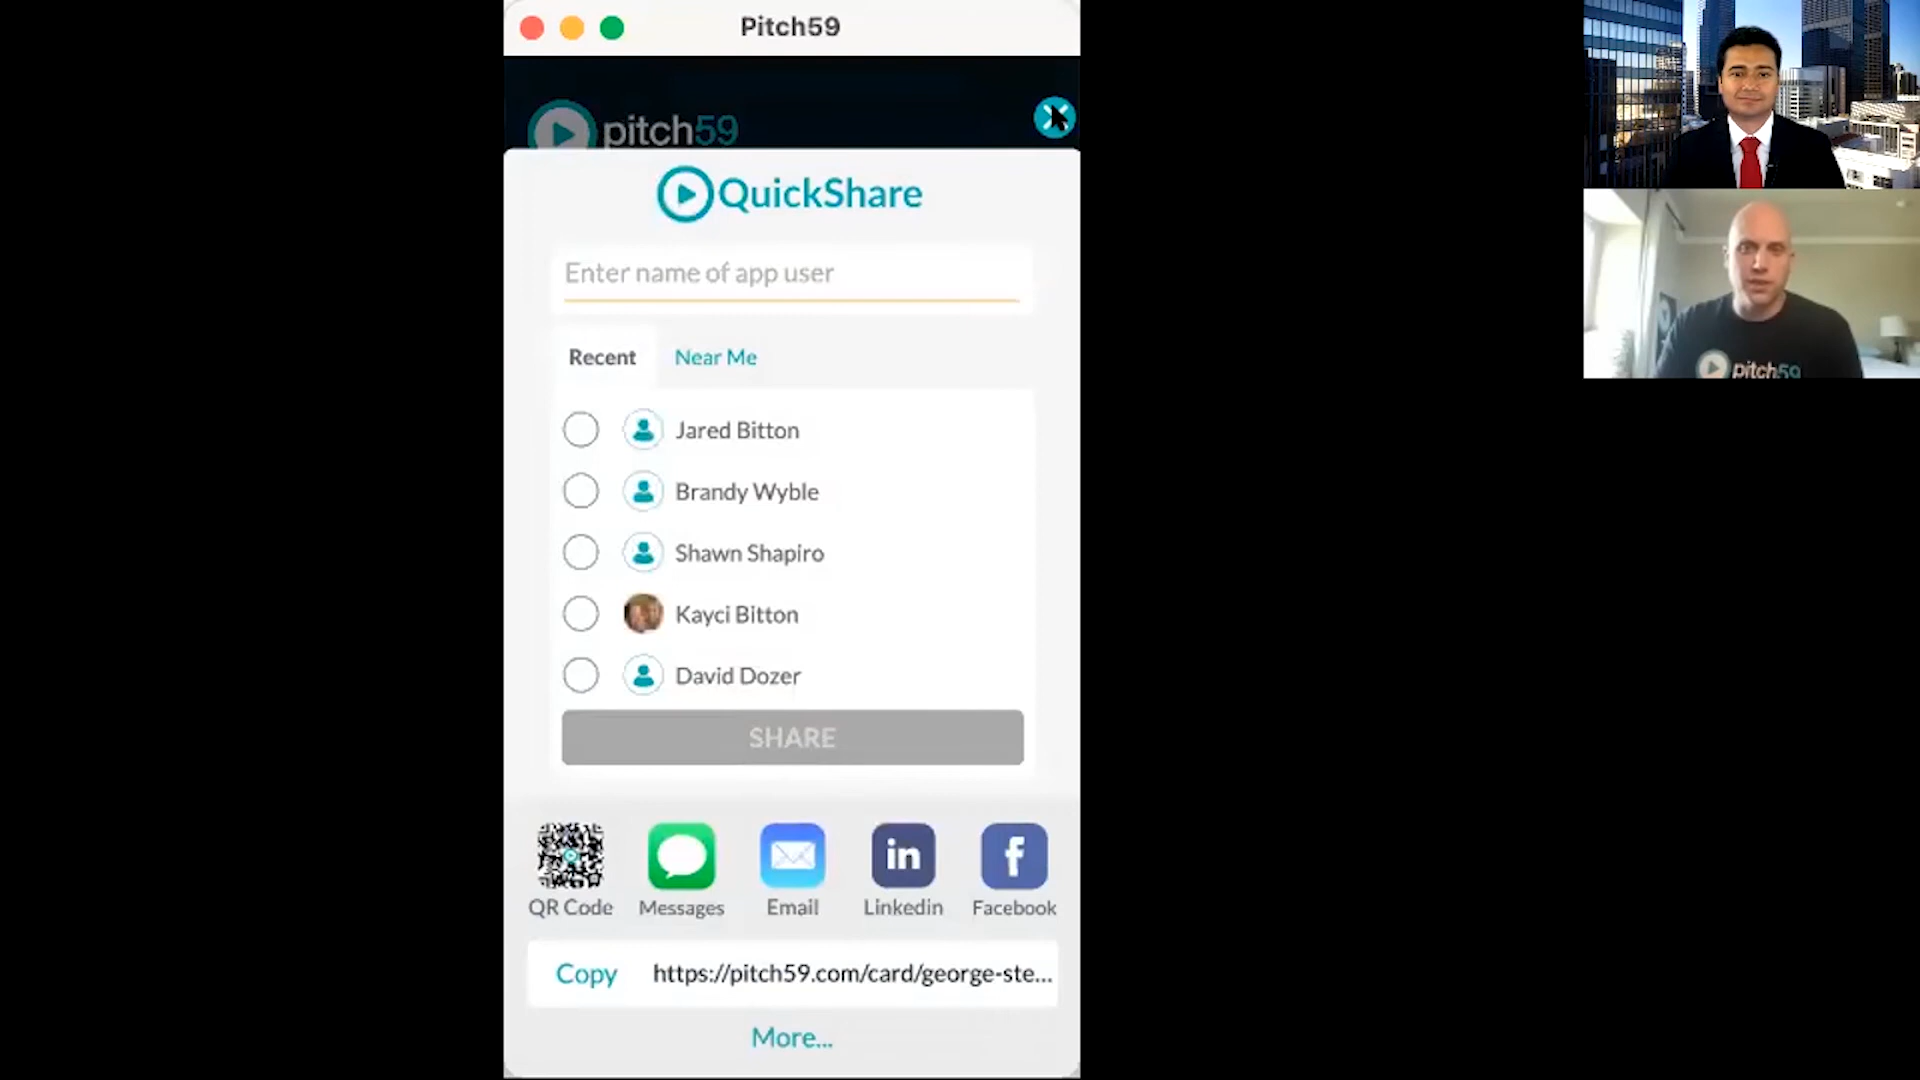 Pitch59
pitch59
QuickShare
Enter name of app user
Recent
Near Me
Jared Bitton
Brandy Wyble
Shawn Shapiro
Kayci Bitton
David Dozer
SHARE
QR Code
Messages
Email
in
Linkedin
f
Facebook
Copy
https://pitch59.com/card/george-ste...
More...
pitch59